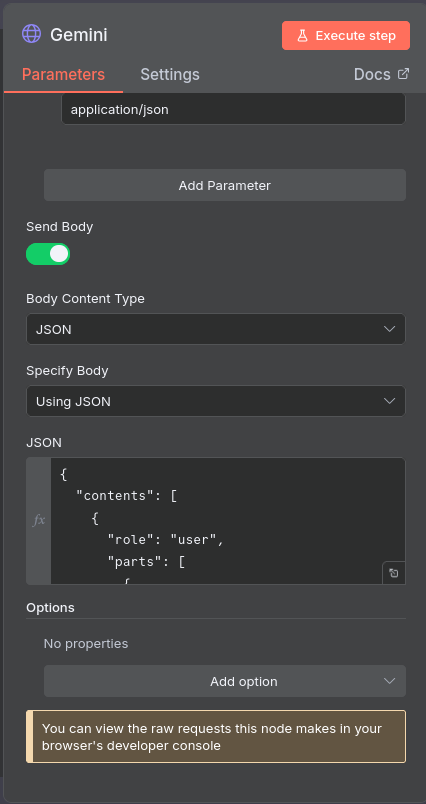 Gemini
Execute step
Parameters
Settings
Docs
application/json
Add Parameter
Send Body
Body Content Type
JSON
Specify Body
Using JSON
JSON
fx
{
"contents": [
{
"role": "user",
"parts": [
{
Options
No properties
Add option
You can view the raw requests this node makes in your
browser's developer console